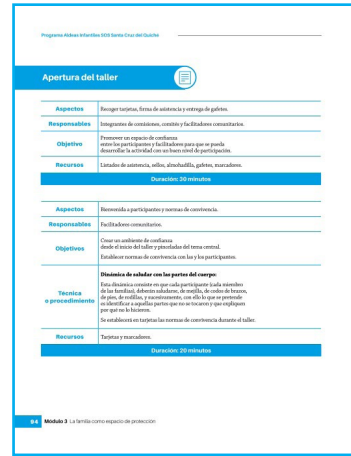 Programa Aldeas Infantiles SOS Santa Cruz del Quiche
Apertura del taller
Aspectos
Recoger tarjetas, firma de asistencia y entrega de gafetes.
Responsables
Integrantes de comisiones, comités y facilitadores comunitarios.
Objetivo
Promover un espacio de confianza
entre los participantes y facilitadores para que se pueda
desarrollar la actividad con un buen nivel de participación.
Recursos
Listados de asistencia, sellos, almohadilla, gafetes, marcadores.
Duración: 30 minutos
Aspectos
Bienvenida a participantes y normas de convivencia.
Responsables
Facilitadores comunitarios.
Objetivos
Crear un ambiente de confianza
desde el inicio del taller y pinceladas del tema central.
Establecer normas de convivencia con las y los participantes.
Técnica
o procedimiento
Dinámica de saludar con las partes del cuerpo:
Esta dinámica consiste en que cada participante (cada miembro
de las familias), deberán saludarse, de mejilla, de codos de brazos,
de pies, de rodillas, y sucesivamente, con ello lo que se pretende
es identificar a aquellas partes que no se tocaron y que expliquen
por qué no lo hicieron.
Se establecerá en tarjetas las normas de convivencia durante el taller.
Recursos
Tarjetas y marcadores.
Duración: 20 minutos
94 Módulo 3 La familia como espacio de protección